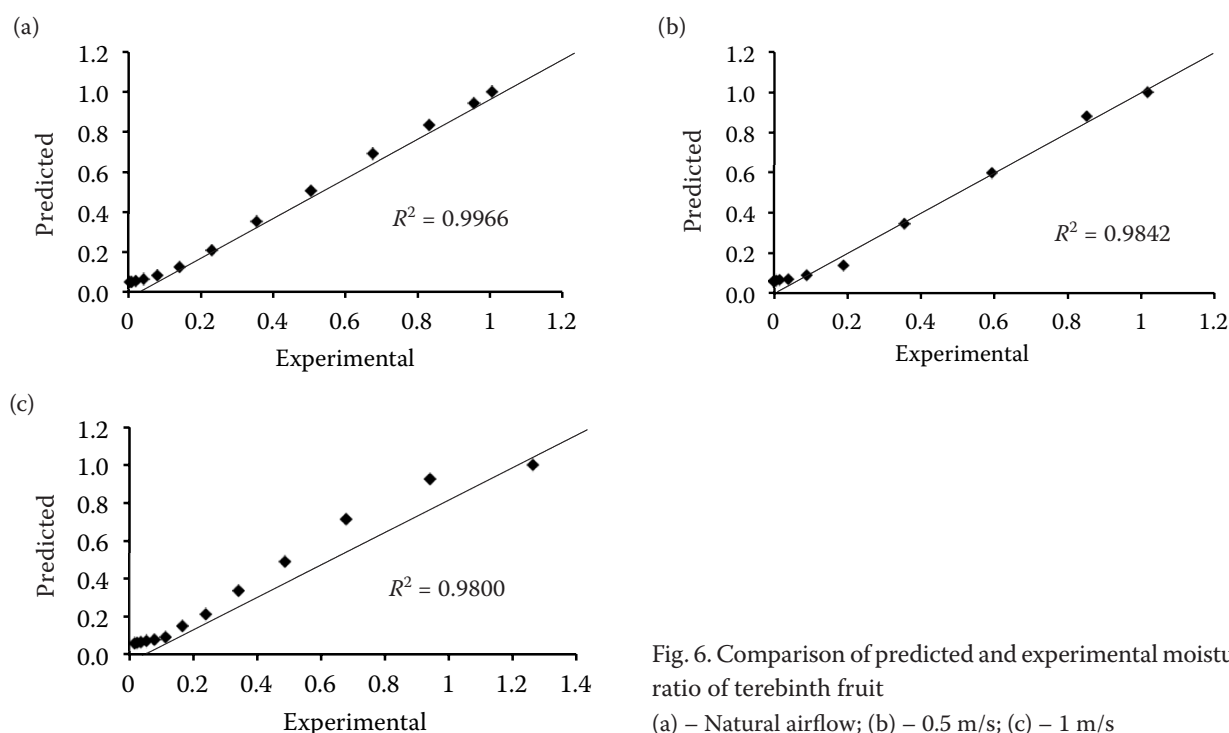 (a)
1.2
1.0
0.8
0.6
0.4
0.2
0.0
Predicted
R² = 0.9966
0 0.2 0.4 0.6 0.8 1 1.2
Experimental
(b)
1.2
1.0
0.8
0.6
0.4
0.2
0.0
Predicted
R² = 0.9842
0 0.2 0.4 0.6 0.8 1 1.2
Experimental
(c)
1.2
1.0
0.8
0.6
0.4
0.2
0.0
Predicted
R² = 0.9800
0 0.2 0.4 0.6 0.8 1 1.2 1.4
Experimental
Fig. 6. Comparison of predicted and experimental moistu
ratio of terebinth fruit
(a) – Natural airflow; (b) – 0.5 m/s; (c) – 1 m/s